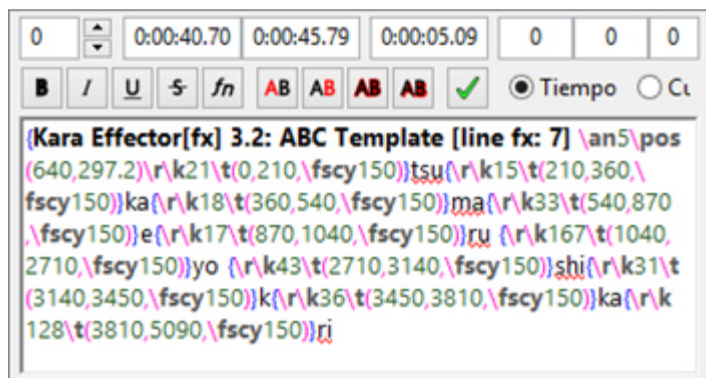 0 0:00:40.70 0:00:45.79 0:00:05.09 0 0 0
B I U S fn AB AB AB AB Tiempo Cu
{Kara Effector[fx] 3.2: ABC Template [line fx: 7] \an5\pos
(640,297.2)\r\k21\t(0,210,\fscy150)}tsu{\r\k15\t(210,360,\
fscy150)}ka{\r\k18\t(360,540,\fscy150)}ma{\r\k33\t(540,870
,\fscy150)}e{\r\k17\t(870,1040,\fscy150)}ru {\r\k167\t(1040,
2710,\fscy150)}yo {\r\k43\t(2710,3140,\fscy150)}shi{\r\k31\t
(3140,3450,\fscy150)}k{\r\k36\t(3450,3810,\fscy150)}ka{\r\k
128\t(3810,5090,\fscy150)}ri